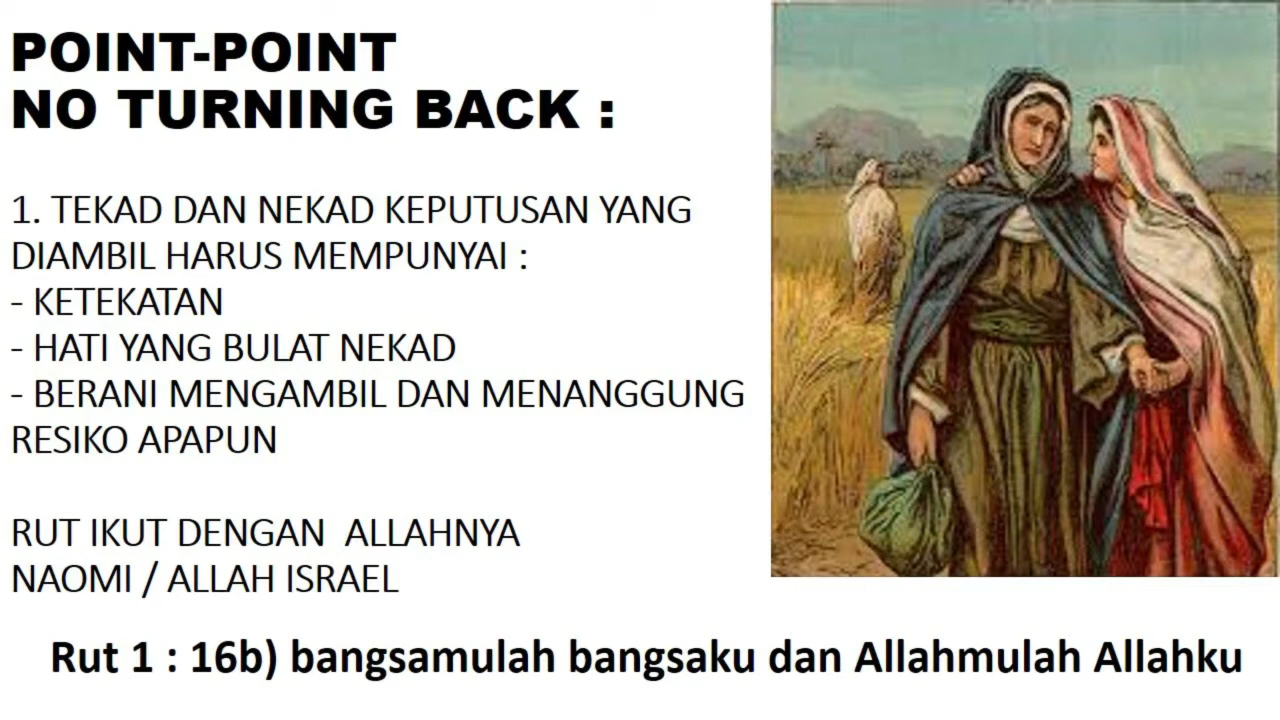 POINT-POINT
NO TURNING BACK :
1. TEKAD DAN NEKAD KEPUTUSAN YANG
DIAMBIL HARUS MEMPUNYAI :
- KETEKATAN
- HATI YANG BULAT NEKAD
- BERANI MENGAMBIL DAN MENANGGUNG
RESIKO APAPUN
RUT IKUT DENGAN ALLAHNYA
NAOMI / ALLAH ISRAEL
Rut 1 : 16b) bangsamulah bangsaku dan Allahmulah Allahku